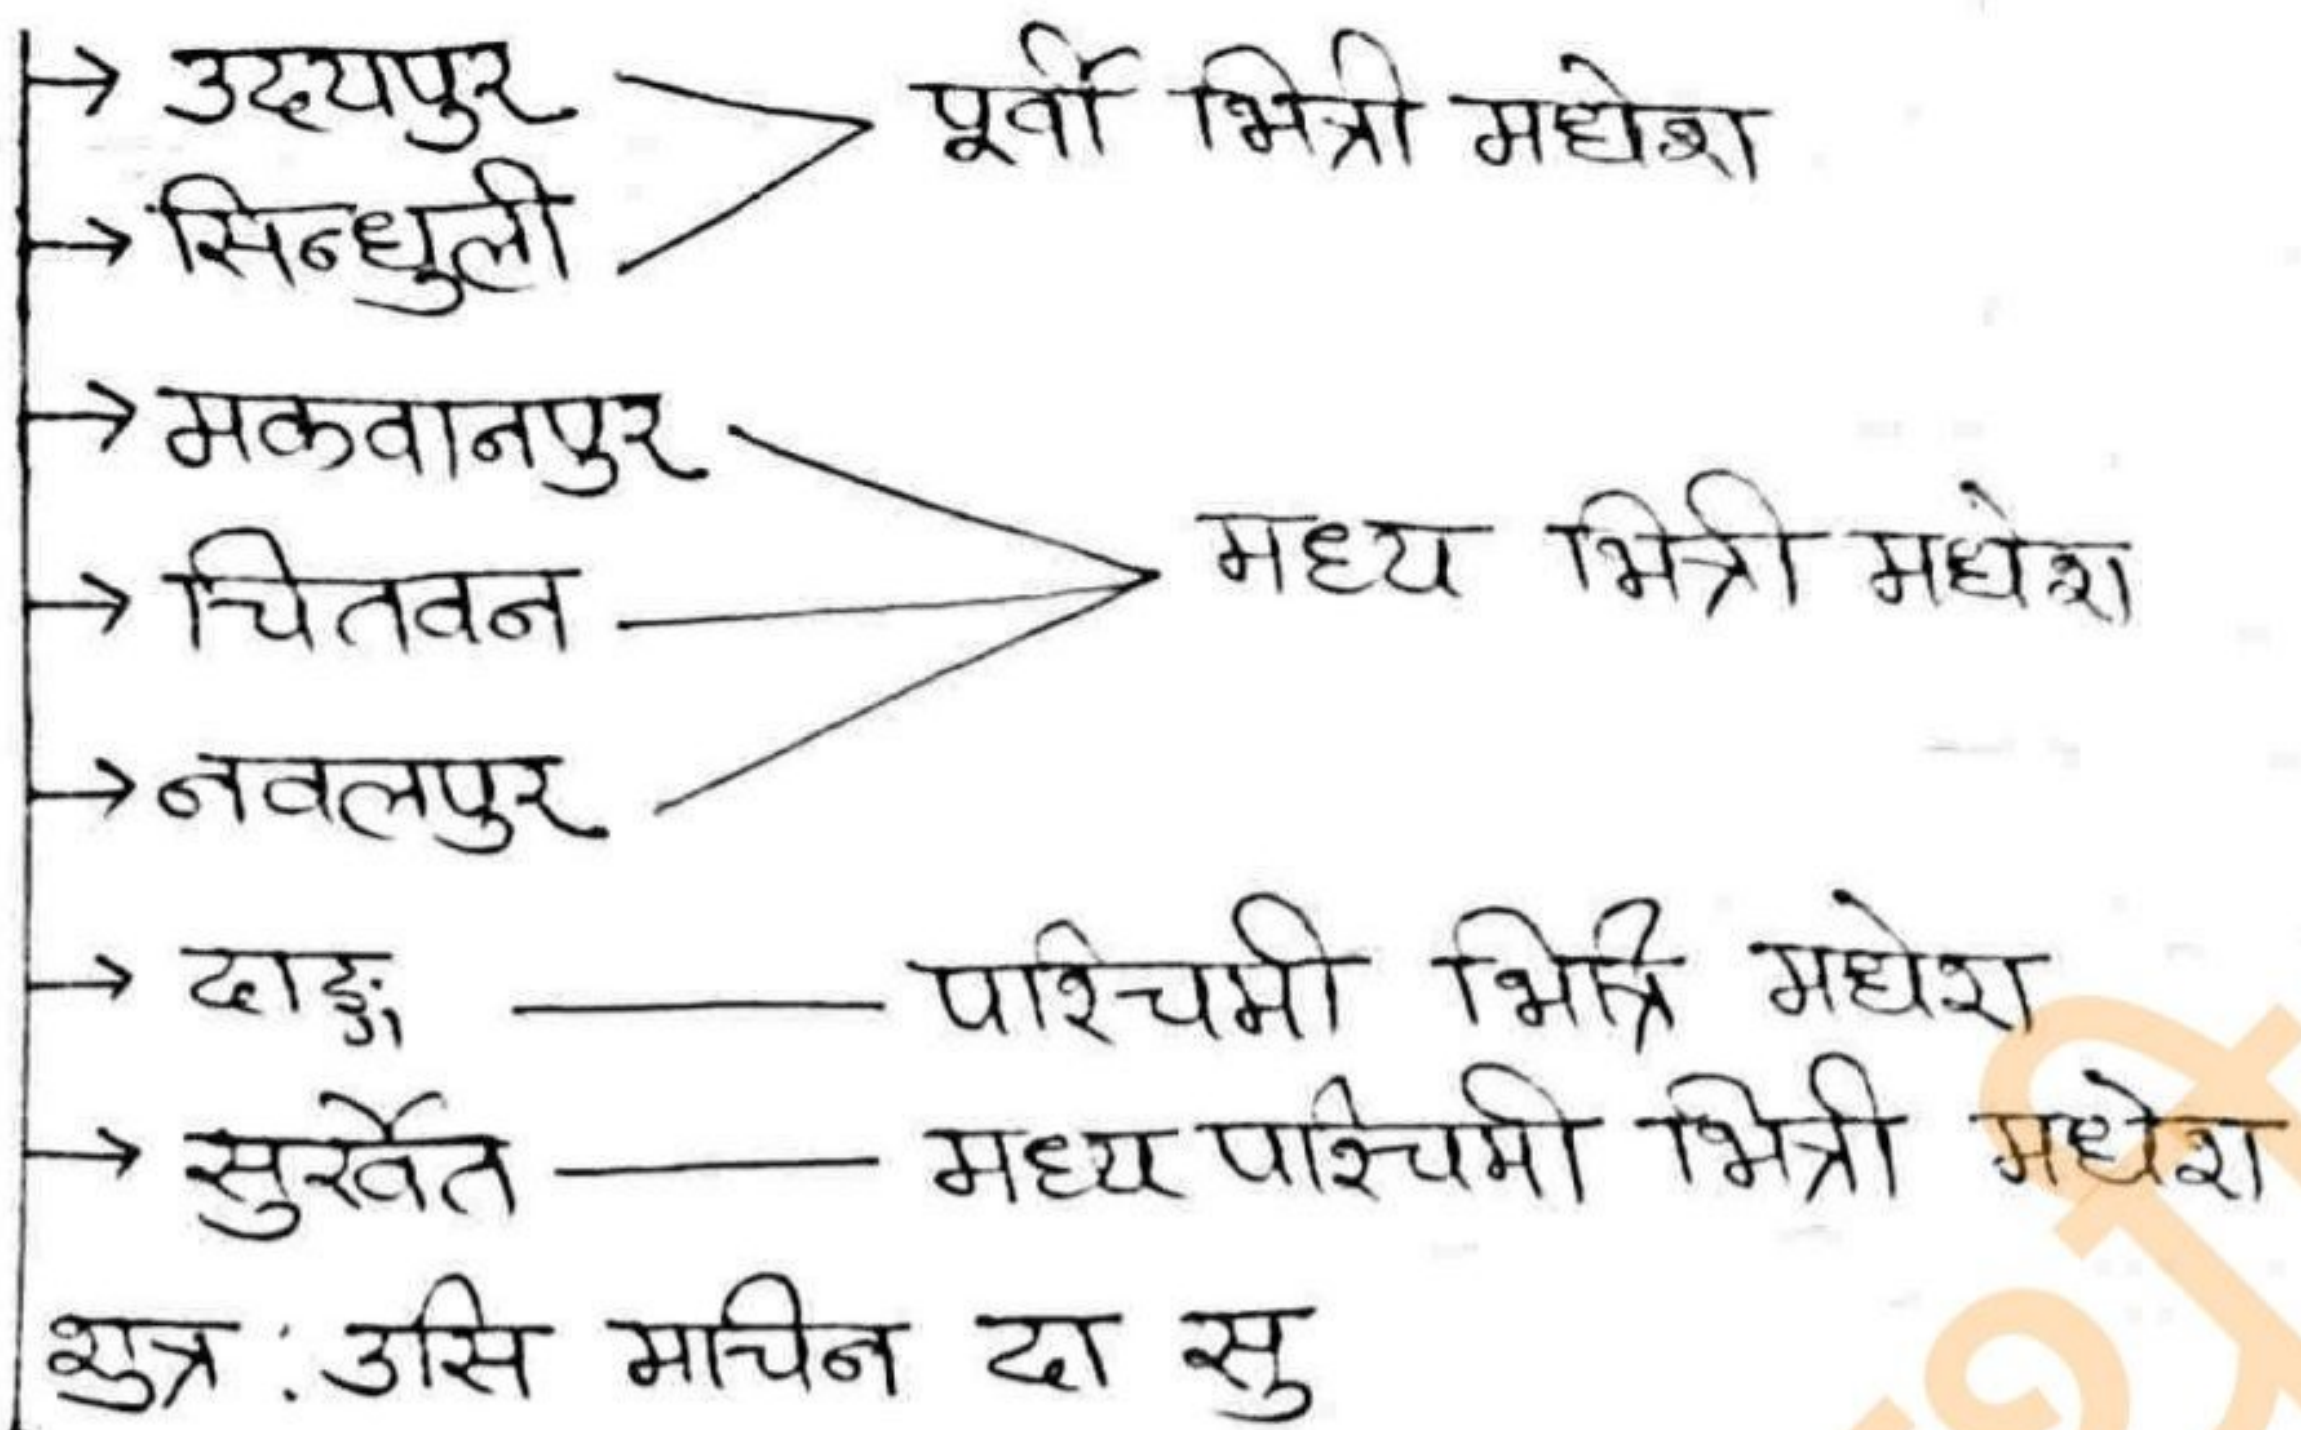 → उदयपुर
पूर्वी भित्री मधेश
→ सिन्धुली
→ मकवानपुर
→ चितवन
मध्य भित्री मधेश
→ नवलपुर
→ दाङ्ग — पश्चिमी भित्रि मधेश
→ सुर्खेत — मध्य पश्चिमी भित्री मधेश
शुत्र : उसि मचिन दा सु